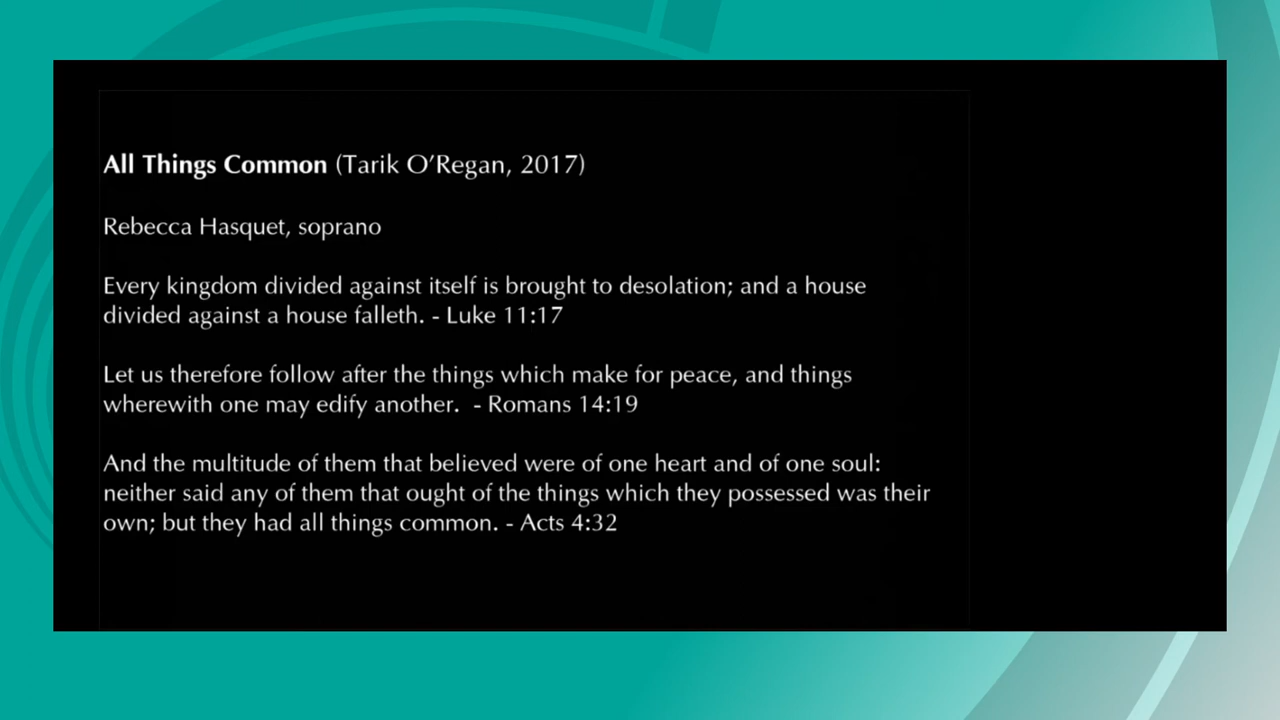 All Things Common (Tarik O’Regan, 2017)
Rebecca Hasquet, soprano
Every kingdom divided against itself is brought to desolation; and a house
divided against a house falleth. - Luke 11:17
Let us therefore follow after the things which make for peace, and things
wherewith one may edify another.  - Romans 14:19
And the multitude of them that believed were of one heart and of one soul:
neither said any of them that ought of the things which they possessed was their
own; but they had all things common. - Acts 4:32